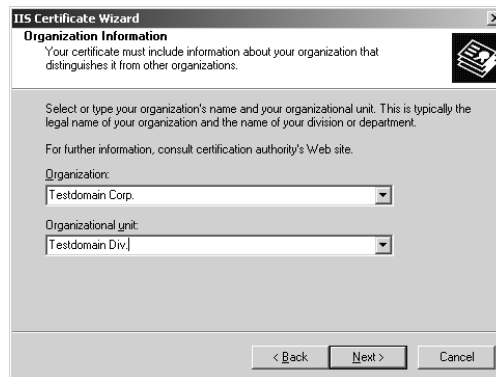 IIS Certificate Wizard
Organization Information
Your certificate must include information about your organization that
distinguishes it from other organizations.
Select or type your organization's name and your organizational unit. This is typically the
legal name of your organization and the name of your division or department.
For further information, consult certification authority's Web site.
Organization:
Testdomain Corp.
Organizational unit:
Testdomain Div.
< Back Next > Cancel